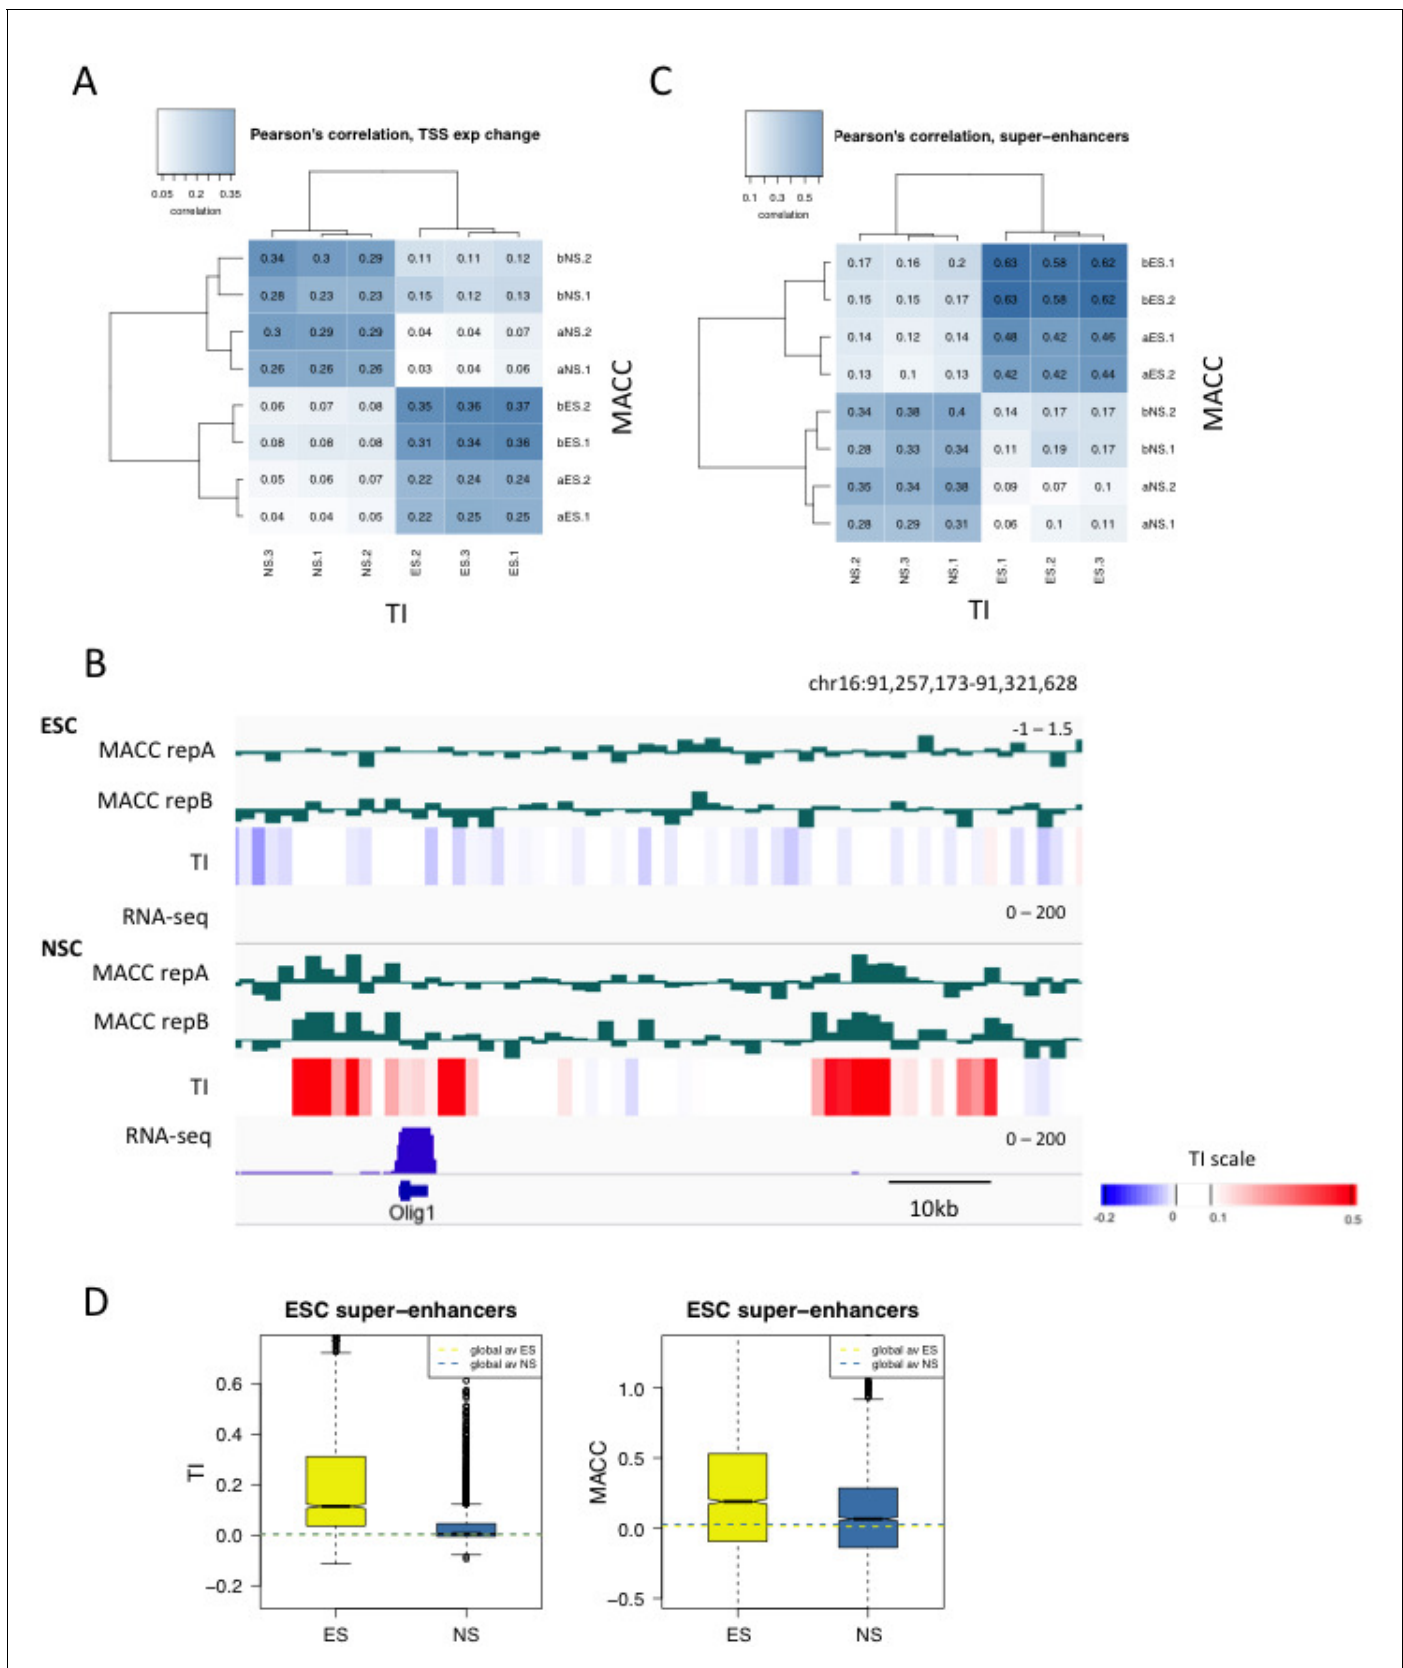 A
Pearson's correlation, TSS exp change
0.05 0.2 0.35
correlation
0.34 0.3 0.29 0.11 0.11 0.12 bNS.2
0.28 0.23 0.23 0.15 0.12 0.13 bNS.1
0.3 0.29 0.29 0.04 0.04 0.07 aNS.2
0.26 0.26 0.26 0.03 0.04 0.06 aNS.1
0.06 0.07 0.08 0.35 0.36 0.37 bES.2
0.08 0.08 0.08 0.31 0.34 0.36 bES.1
0.05 0.06 0.07 0.22 0.24 0.24 aES.2
0.04 0.04 0.05 0.22 0.25 0.25 aES.1
NS.3 NS.1 NS.2 ES.2 ES.3 ES.1
MACC
TI
C
Pearson's correlation, super-enhancers
0.1 0.3 0.5
correlation
0.17 0.16 0.2 0.63 0.58 0.62 bES.1
0.15 0.15 0.17 0.63 0.58 0.62 bES.2
0.14 0.12 0.14 0.48 0.42 0.46 aES.1
0.13 0.1 0.13 0.42 0.42 0.44 aES.2
0.34 0.38 0.4 0.14 0.17 0.17 bNS.2
0.28 0.33 0.34 0.11 0.19 0.17 bNS.1
0.35 0.34 0.38 0.09 0.07 0.1 aNS.2
0.28 0.29 0.31 0.06 0.1 0.11 aNS.1
NS.2 NS.3 NS.1 ES.1 ES.2 ES.3
MACC
TI
B
chr16:91,257,173-91,321,628
ESC
-1 – 1.5
MACC repA
MACC repB
TI
RNA-seq 0 – 200
NSC
MACC repA
MACC repB
TI
RNA-seq 0 – 200
Olig1
10kb
TI scale
-0.2 0 0.1 0.5
D
ESC super-enhancers
global av ES
global av NS
TI
0.6
0.4
0.2
0.0
-0.2
ES NS
ESC super-enhancers
global av ES
global av NS
MACC
1.0
0.5
0.0
-0.5
ES NS